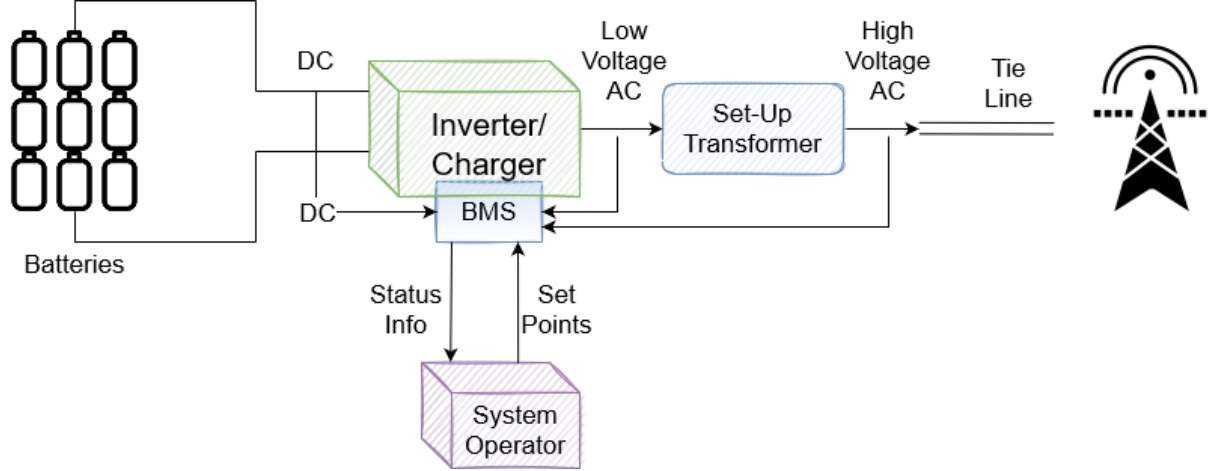 DC
Low
Voltage
AC
High
Voltage
AC
Tie
Line
Inverter/
Charger
Set-Up
Transformer
DC
BMS
Batteries
Status
Info
Set
Points
System
Operator